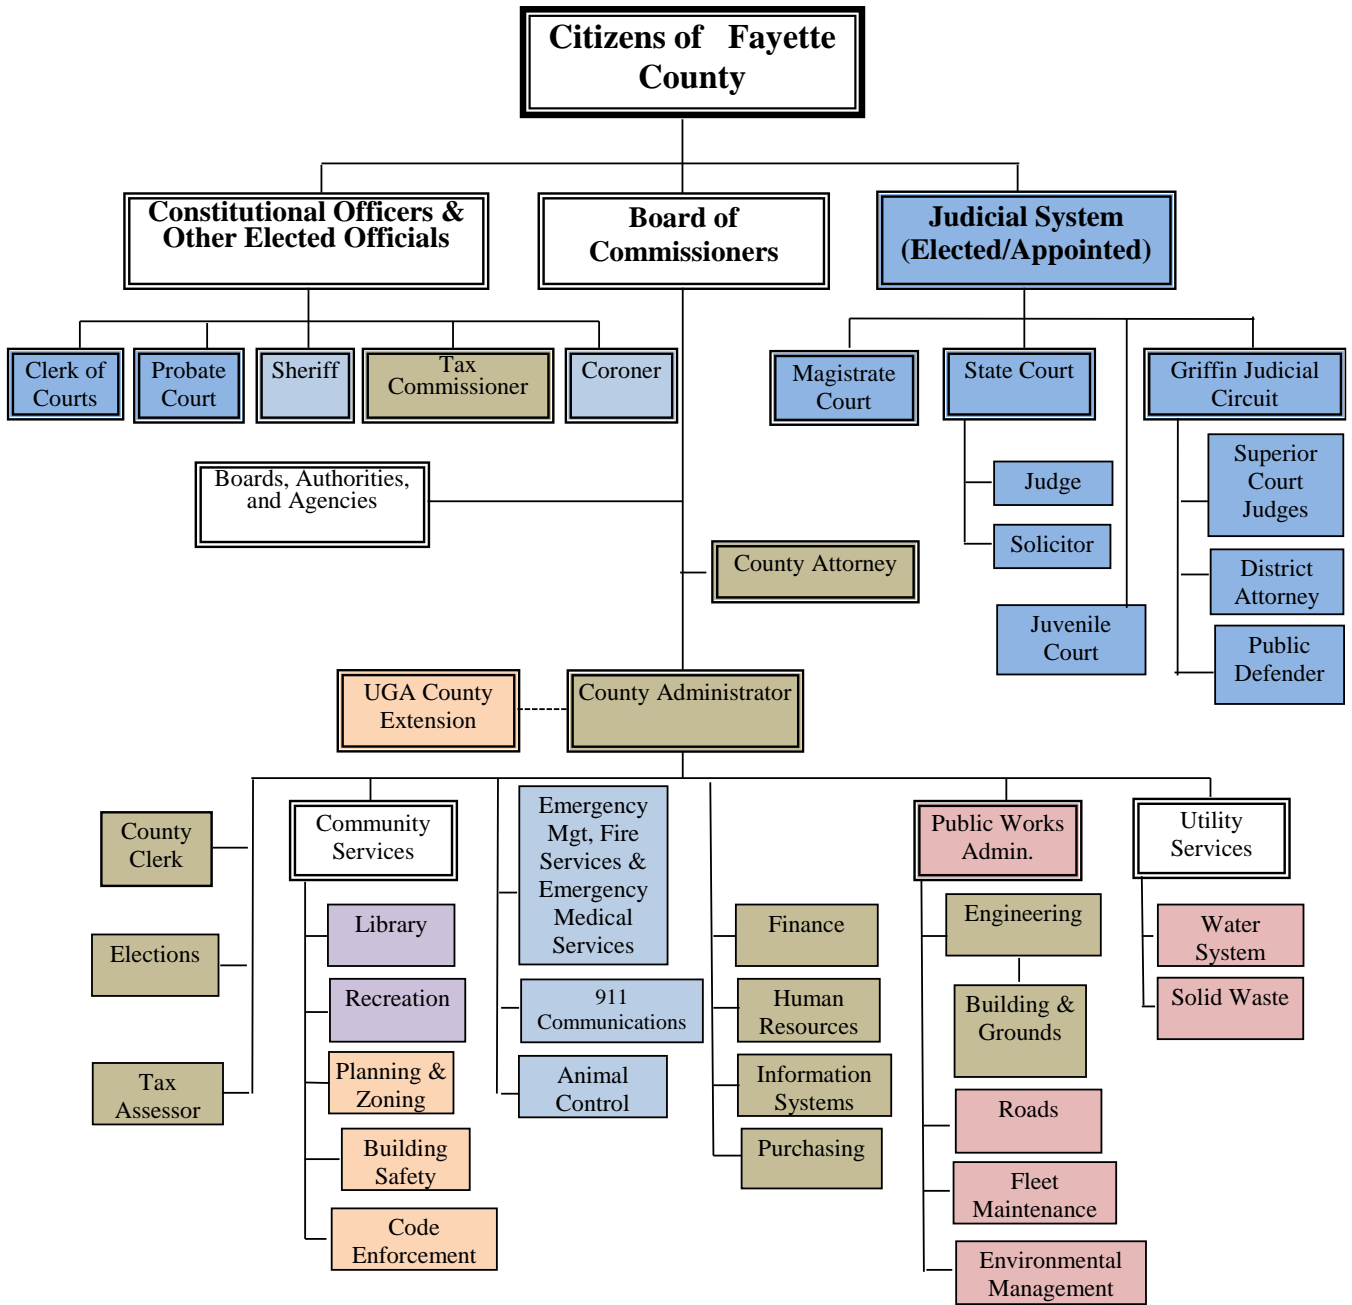 Citizens of Fayette
County
Constitutional Officers &
Other Elected Officials
Board of
Commissioners
Judicial System
(Elected/Appointed)
Clerk of
Courts
Probate
Court
Sheriff
Tax
Commissioner
Coroner
Magistrate
Court
State Court
Griffin Judicial
Circuit
Boards, Authorities,
and Agencies
Judge
Solicitor
Superior
Court
Judges
County Attorney
District
Attorney
Juvenile
Court
Public
Defender
UGA County
Extension
County Administrator
County
Clerk
Elections
Tax
Assessor
Community
Services
Library
Recreation
Planning &
Zoning
Building
Safety
Code
Enforcement
Emergency
Mgt, Fire
Services &
Emergency
Medical
Services
911
Communications
Animal
Control
Finance
Human
Resources
Information
Systems
Purchasing
Public Works
Admin.
Engineering
Building &
Grounds
Roads
Fleet
Maintenance
Environmental
Management
Utility
Services
Water
System
Solid Waste